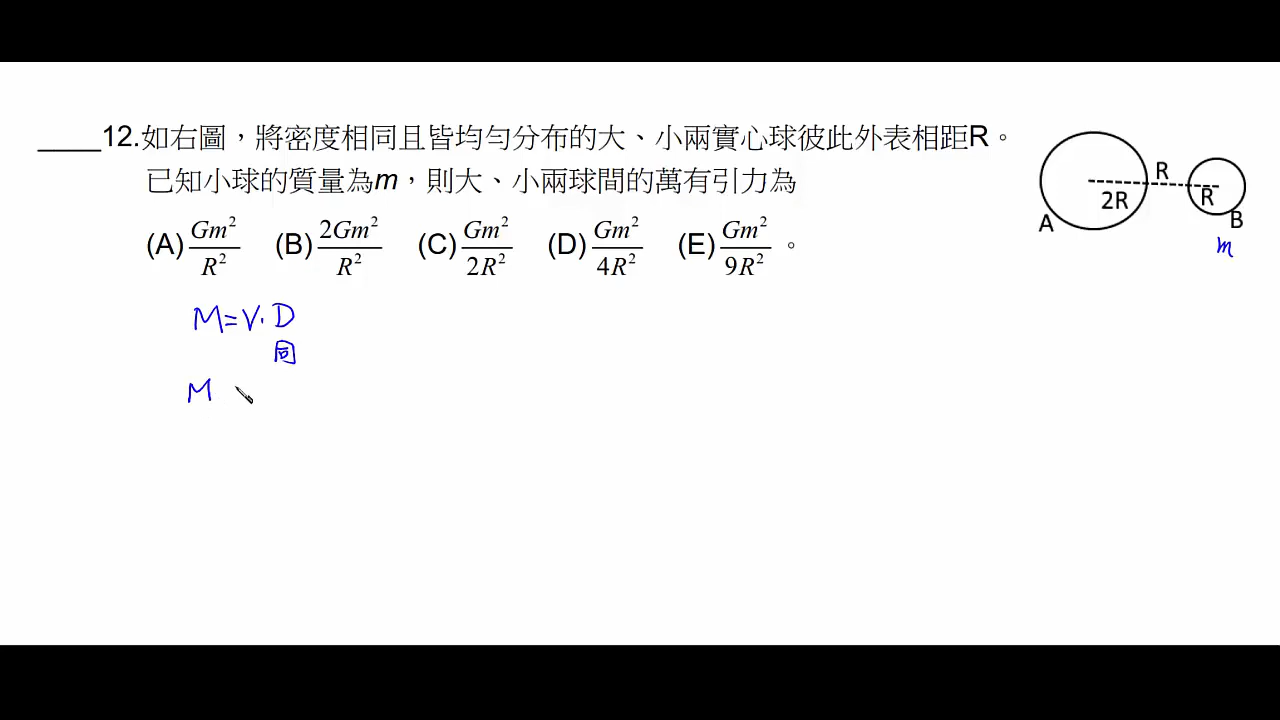 ____12.如右圖，將密度相同且皆均勻分布的大、小兩實心球彼此外表相距R。
已知小球的質量為m，則大、小兩球間的萬有引力為
(A) Gm²/R² (B) 2Gm²/R² (C) Gm²/2R² (D) Gm²/4R² (E) Gm²/9R² 。
M=V·D
同
M
R
2R
R
A
B
m